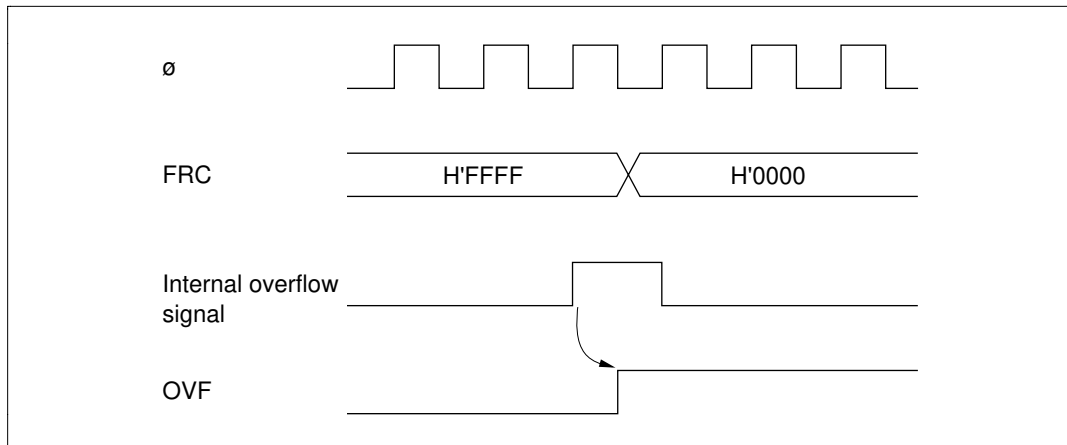 ø
FRC
H'FFFF
H'0000
Internal overflow
signal
OVF